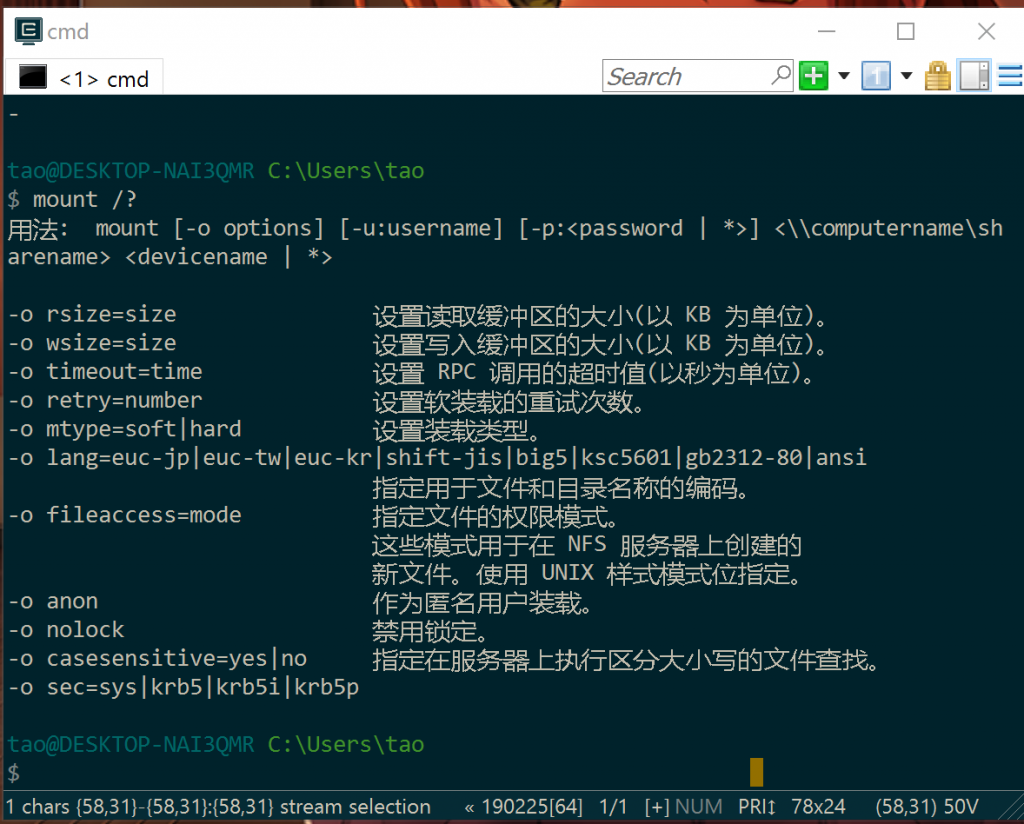 cmd
<1> cmd
Search
1
-
tao@DESKTOP-NAI3QMR C:\Users\tao
$ mount /?
用法:  mount [-o options] [-u:username] [-p:<password | *>] <\\computername\sh
arename> <devicename | *>
-o rsize=size 设置读取缓冲区的大小(以 KB 为单位)。
-o wsize=size 设置写入缓冲区的大小(以 KB 为单位)。
-o timeout=time 设置 RPC 调用的超时值(以秒为单位)。
-o retry=number 设置软装载的重试次数。
-o mtype=soft|hard 设置装载类型。
-o lang=euc-jp|euc-tw|euc-kr|shift-jis|big5|ksc5601|gb2312-80|ansi
指定用于文件和目录名称的编码。
-o fileaccess=mode 指定文件的权限模式。
这些模式用于在 NFS 服务器上创建的
新文件。使用 UNIX 样式模式位指定。
-o anon 作为匿名用户装载。
-o nolock 禁用锁定。
-o casesensitive=yes|no 指定在服务器上执行区分大小写的文件查找。
-o sec=sys|krb5|krb5i|krb5p
tao@DESKTOP-NAI3QMR C:\Users\tao
$
1 chars {58,31}-{58,31}:{58,31} stream selection « 190225[64] 1/1 [+] NUM PRI↕ 78x24 (58,31) 50V